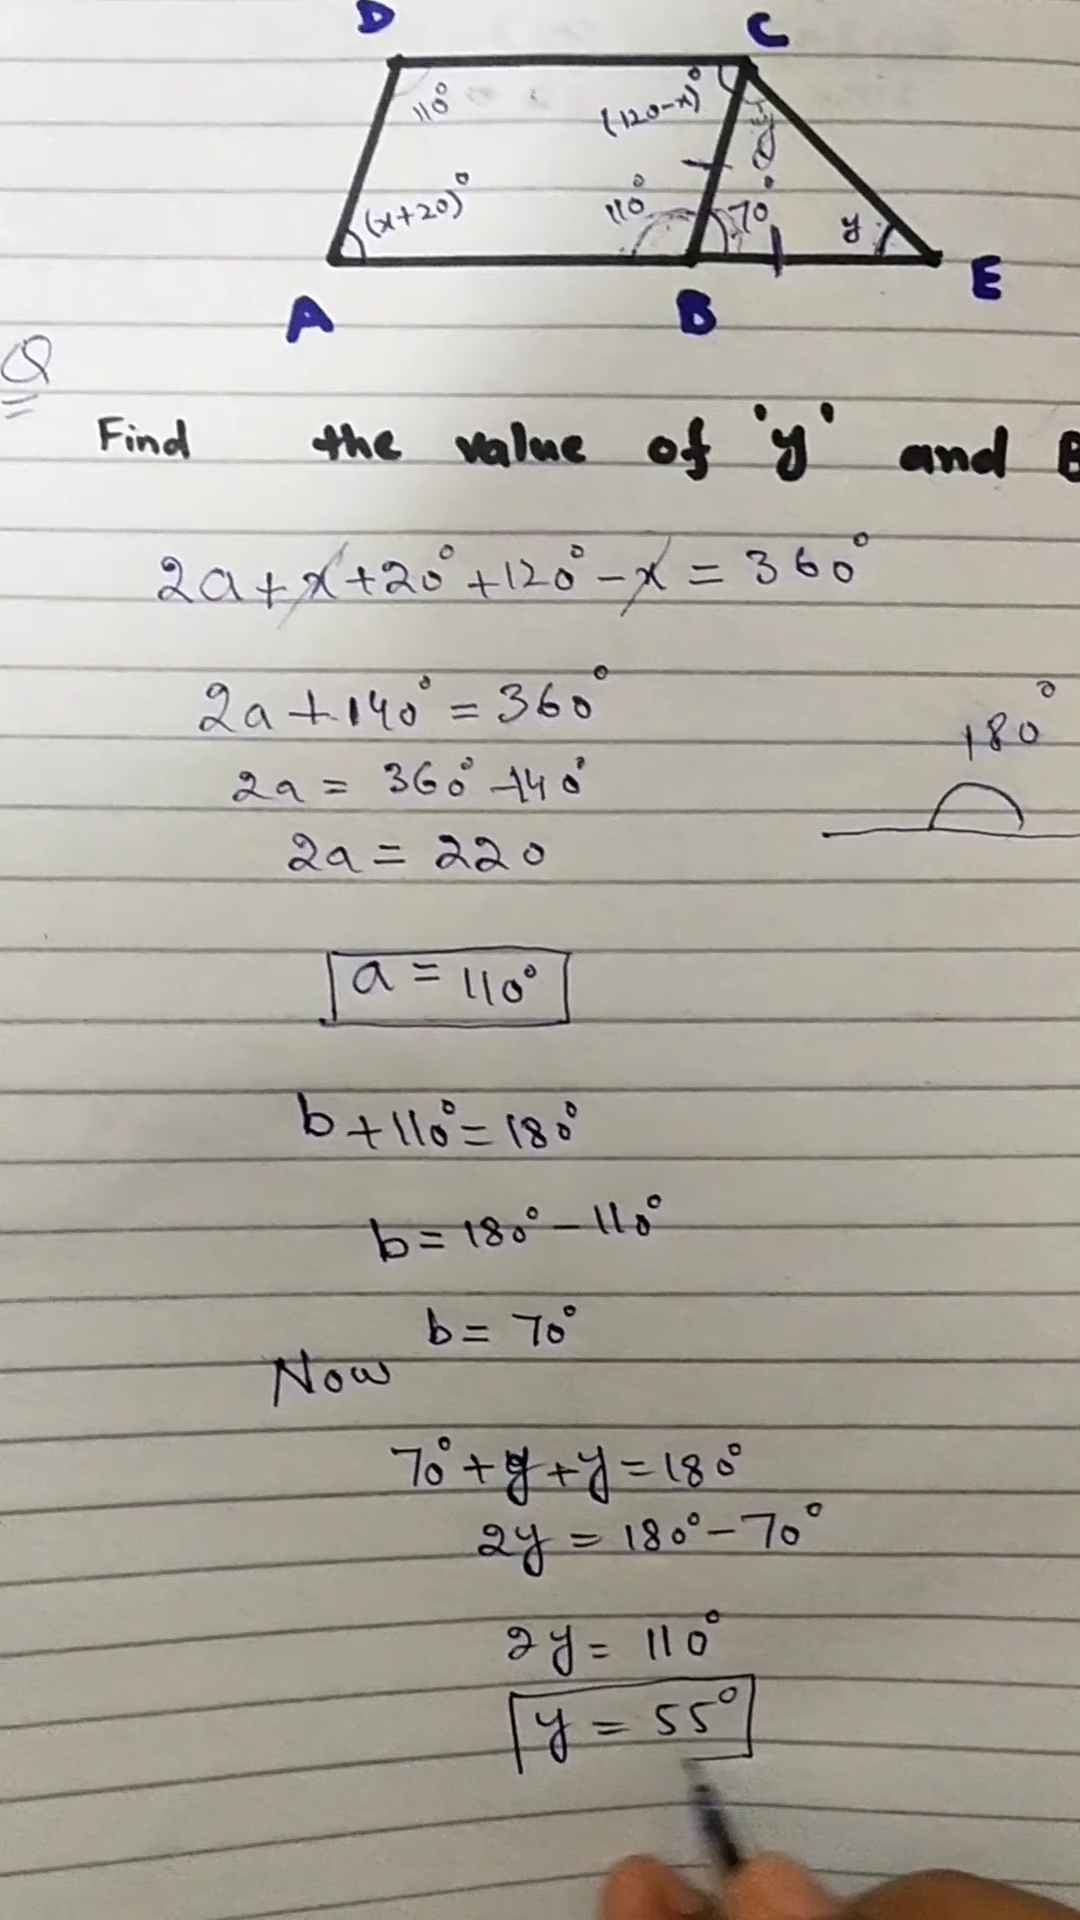 D C
110° (120-x)°
(x+20)° 110° 70° y
A B E
Q
Find the value of 'y' and
2a+x+20°+120°-x=360°
2a+140°=360°
180°
2a= 360°-140°
2a= 220
a= 110°
b+110°=180°
b=180°-110°
b= 70°
Now
70°+y+y=180°
2y=180°-70°
2y= 110°
y= 55°